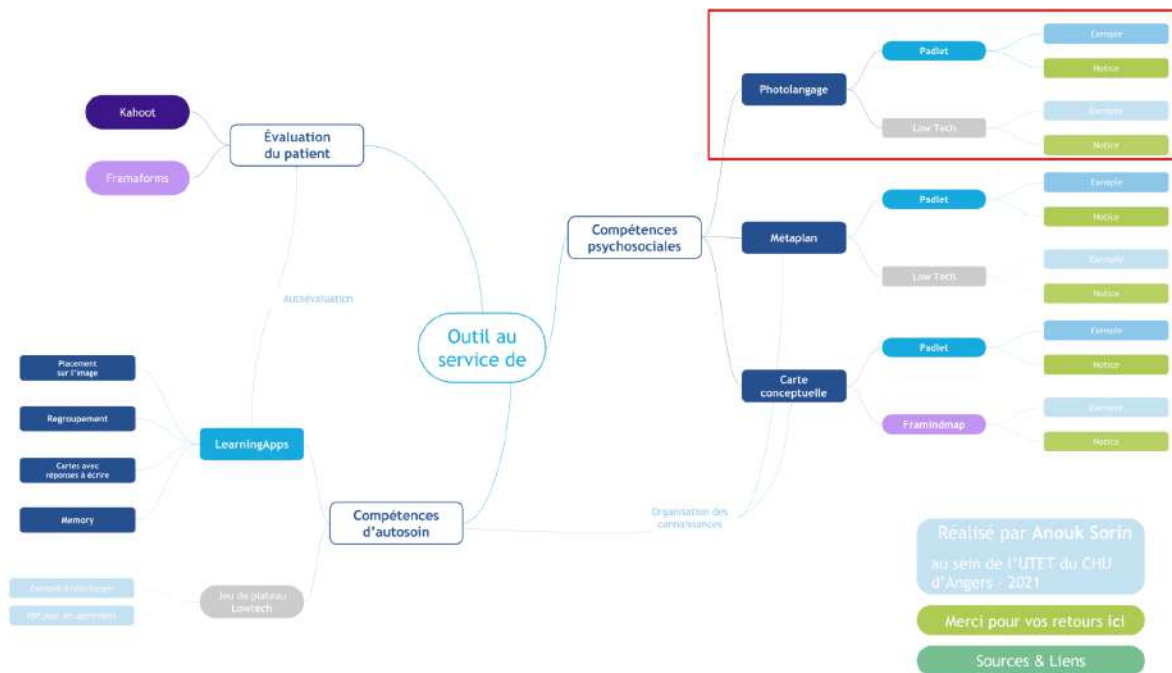 Kahoot
Framaforms
Évaluation
du patient
Autoévaluation
Outil au
service de
Placement
sur l'image
Regroupement
Cartes avec
réponses à écrire
Memory
LearningApps
Compétences
d'autosoin
Jeu de plateau
Lowtech
Organisation des
connaissances
Compétences
psychosociales
Photolangage
Padlet
Exemple
Notice
Low Tech
Exemple
Notice
Métaplan
Padlet
Exemple
Notice
Low Tech
Exemple
Notice
Carte
conceptuelle
Padlet
Exemple
Notice
Framindmap
Exemple
Notice
Réalisé par Anouk Sorin
au sein de l'UTET du CHU
d'Angers - 2021
Merci pour vos retours ici
Sources & Liens